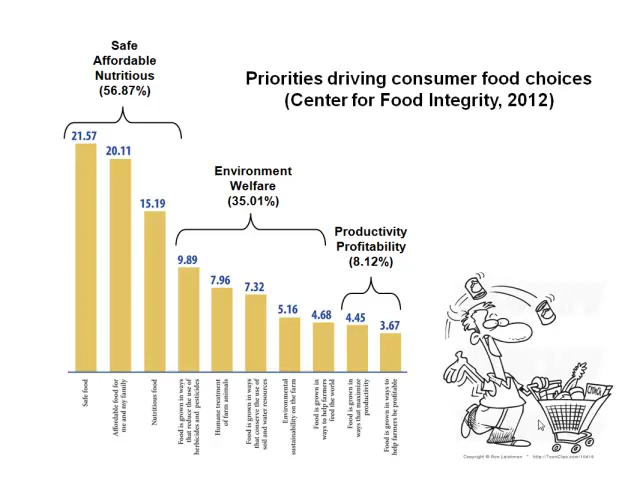 Safe
Affordable
Nutritious
(56.87%)
Priorities driving consumer food choices
(Center for Food Integrity, 2012)
21.57
20.11
15.19
Environment
Welfare
(35.01%)
Productivity
Profitability
(8.12%)
9.89
7.96
7.32
5.16
4.68
4.45
3.67
Safe food
Affordable food for
me and my family
Nutritious food
Food is grown in ways
that reduce the use of
herbicides and pesticides
Humane treatment
of farm animals
Food is grown in ways
that conserve the use of
soil and water resources
Environmental
sustainability on the farm
Food is grown in
ways to help farmers
feed the world
Food is grown in
ways that maximize
productivity
Food is grown in ways to
help farmers be profitable
Copyright © Ron Leishman * http://ToonClips.com/